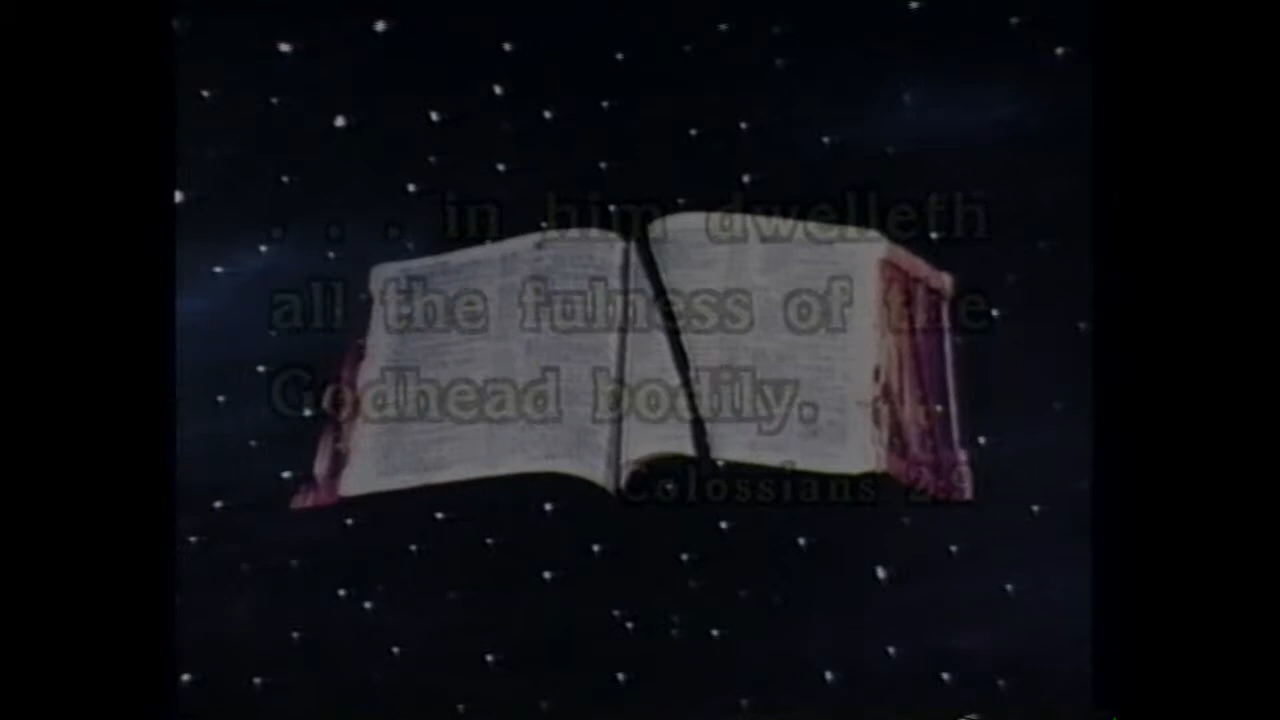 . . . in him dwelleth
all the fulness of the
Godhead bodily.
Colossians 2:9